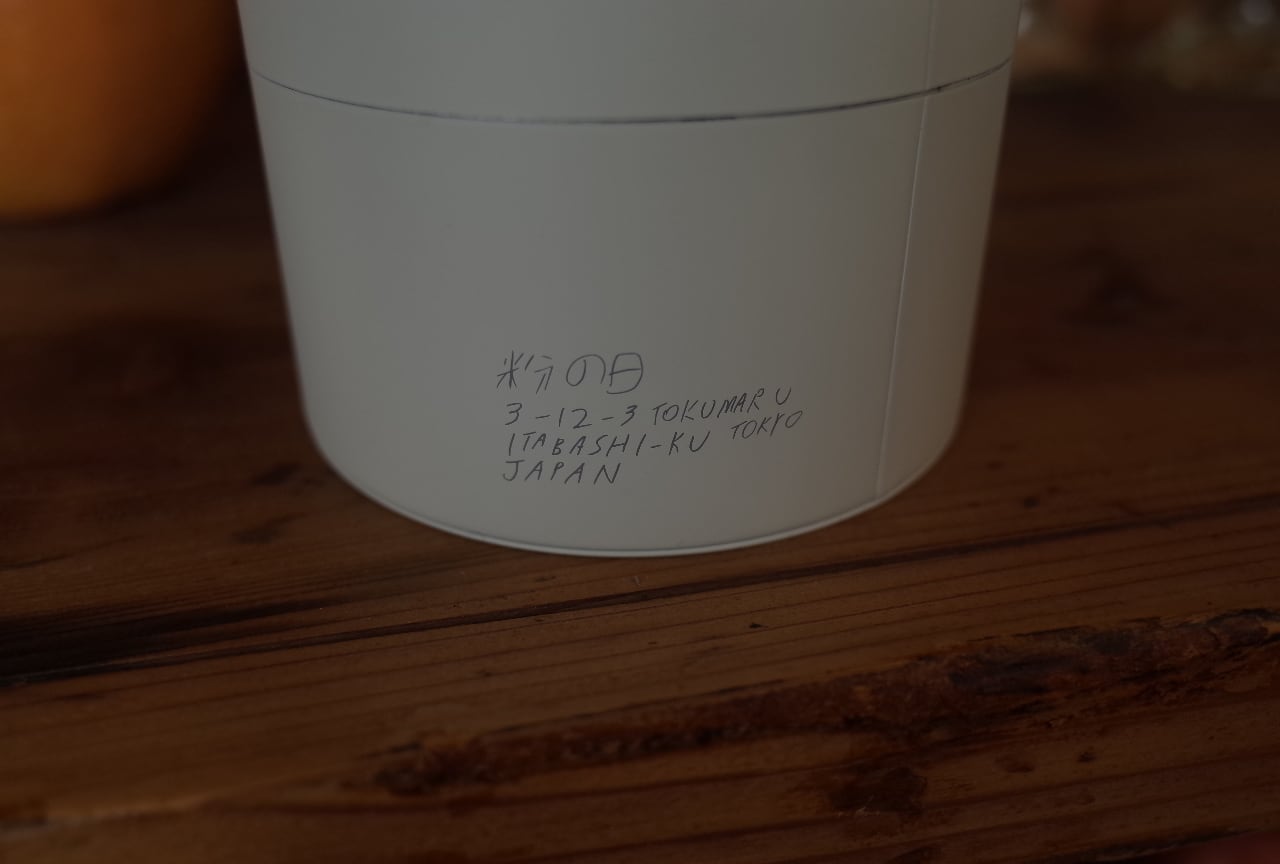 粉の日
3-12-3 TOKUMARU
ITABASHI-KU TOKYO
JAPAN